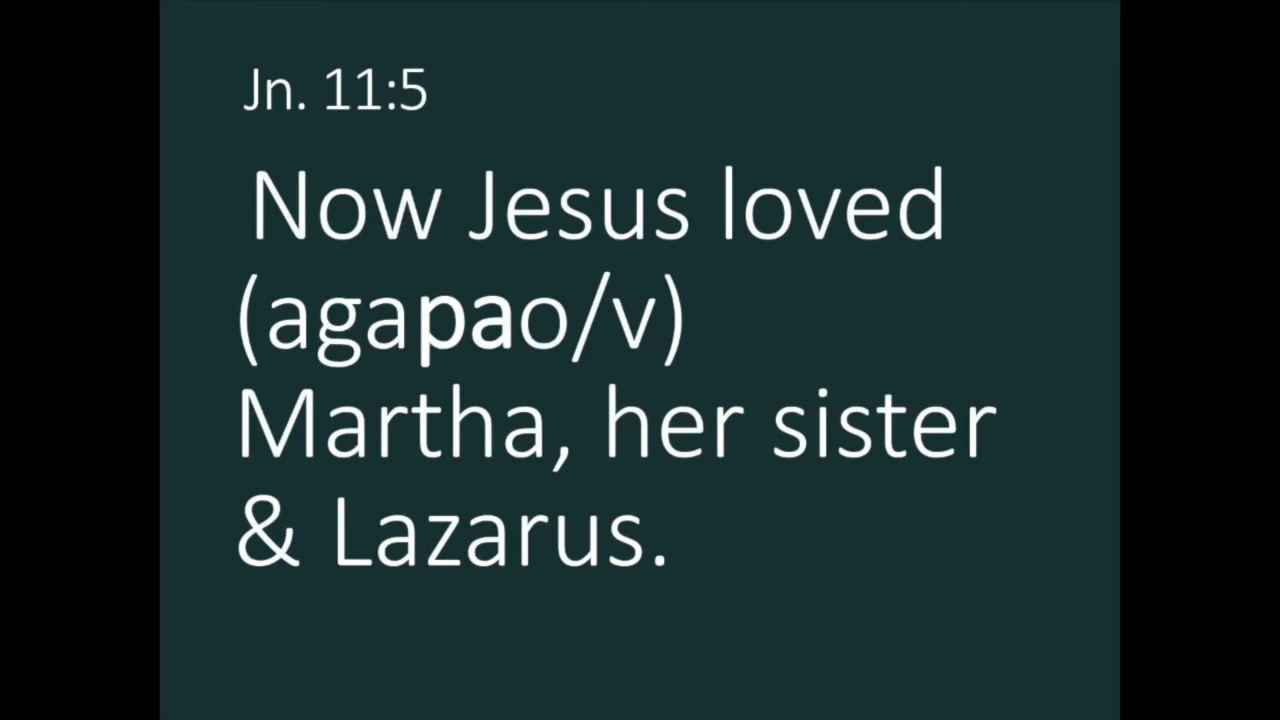 Jn. 11:5
Now Jesus loved
(agapao/v)
Martha, her sister
& Lazarus.